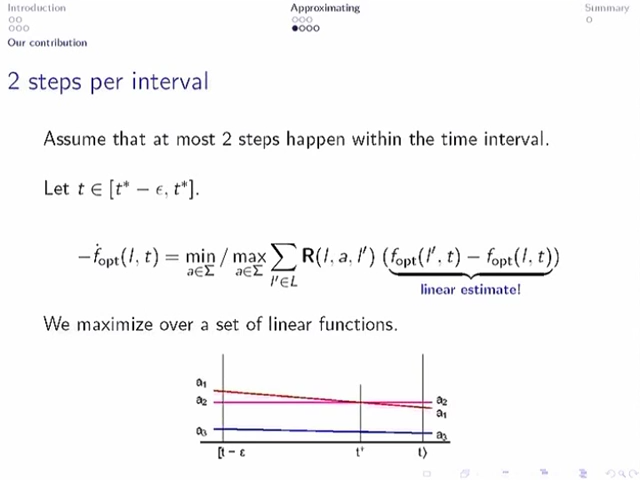 Introduction Approximating Summary
Our contribution
2 steps per interval
Assume that at most 2 steps happen within the time interval.
Let t ∈ [t* − ϵ, t*].
−ḟopt(l, t) = min a∈Σ / max a∈Σ ∑ l'∈L R(l, a, l') (fopt(l', t) − fopt(l, t))
linear estimate!
We maximize over a set of linear functions.
a₁
a₂ a₂
a₁
a₃ a₃
[t − ε t' t)